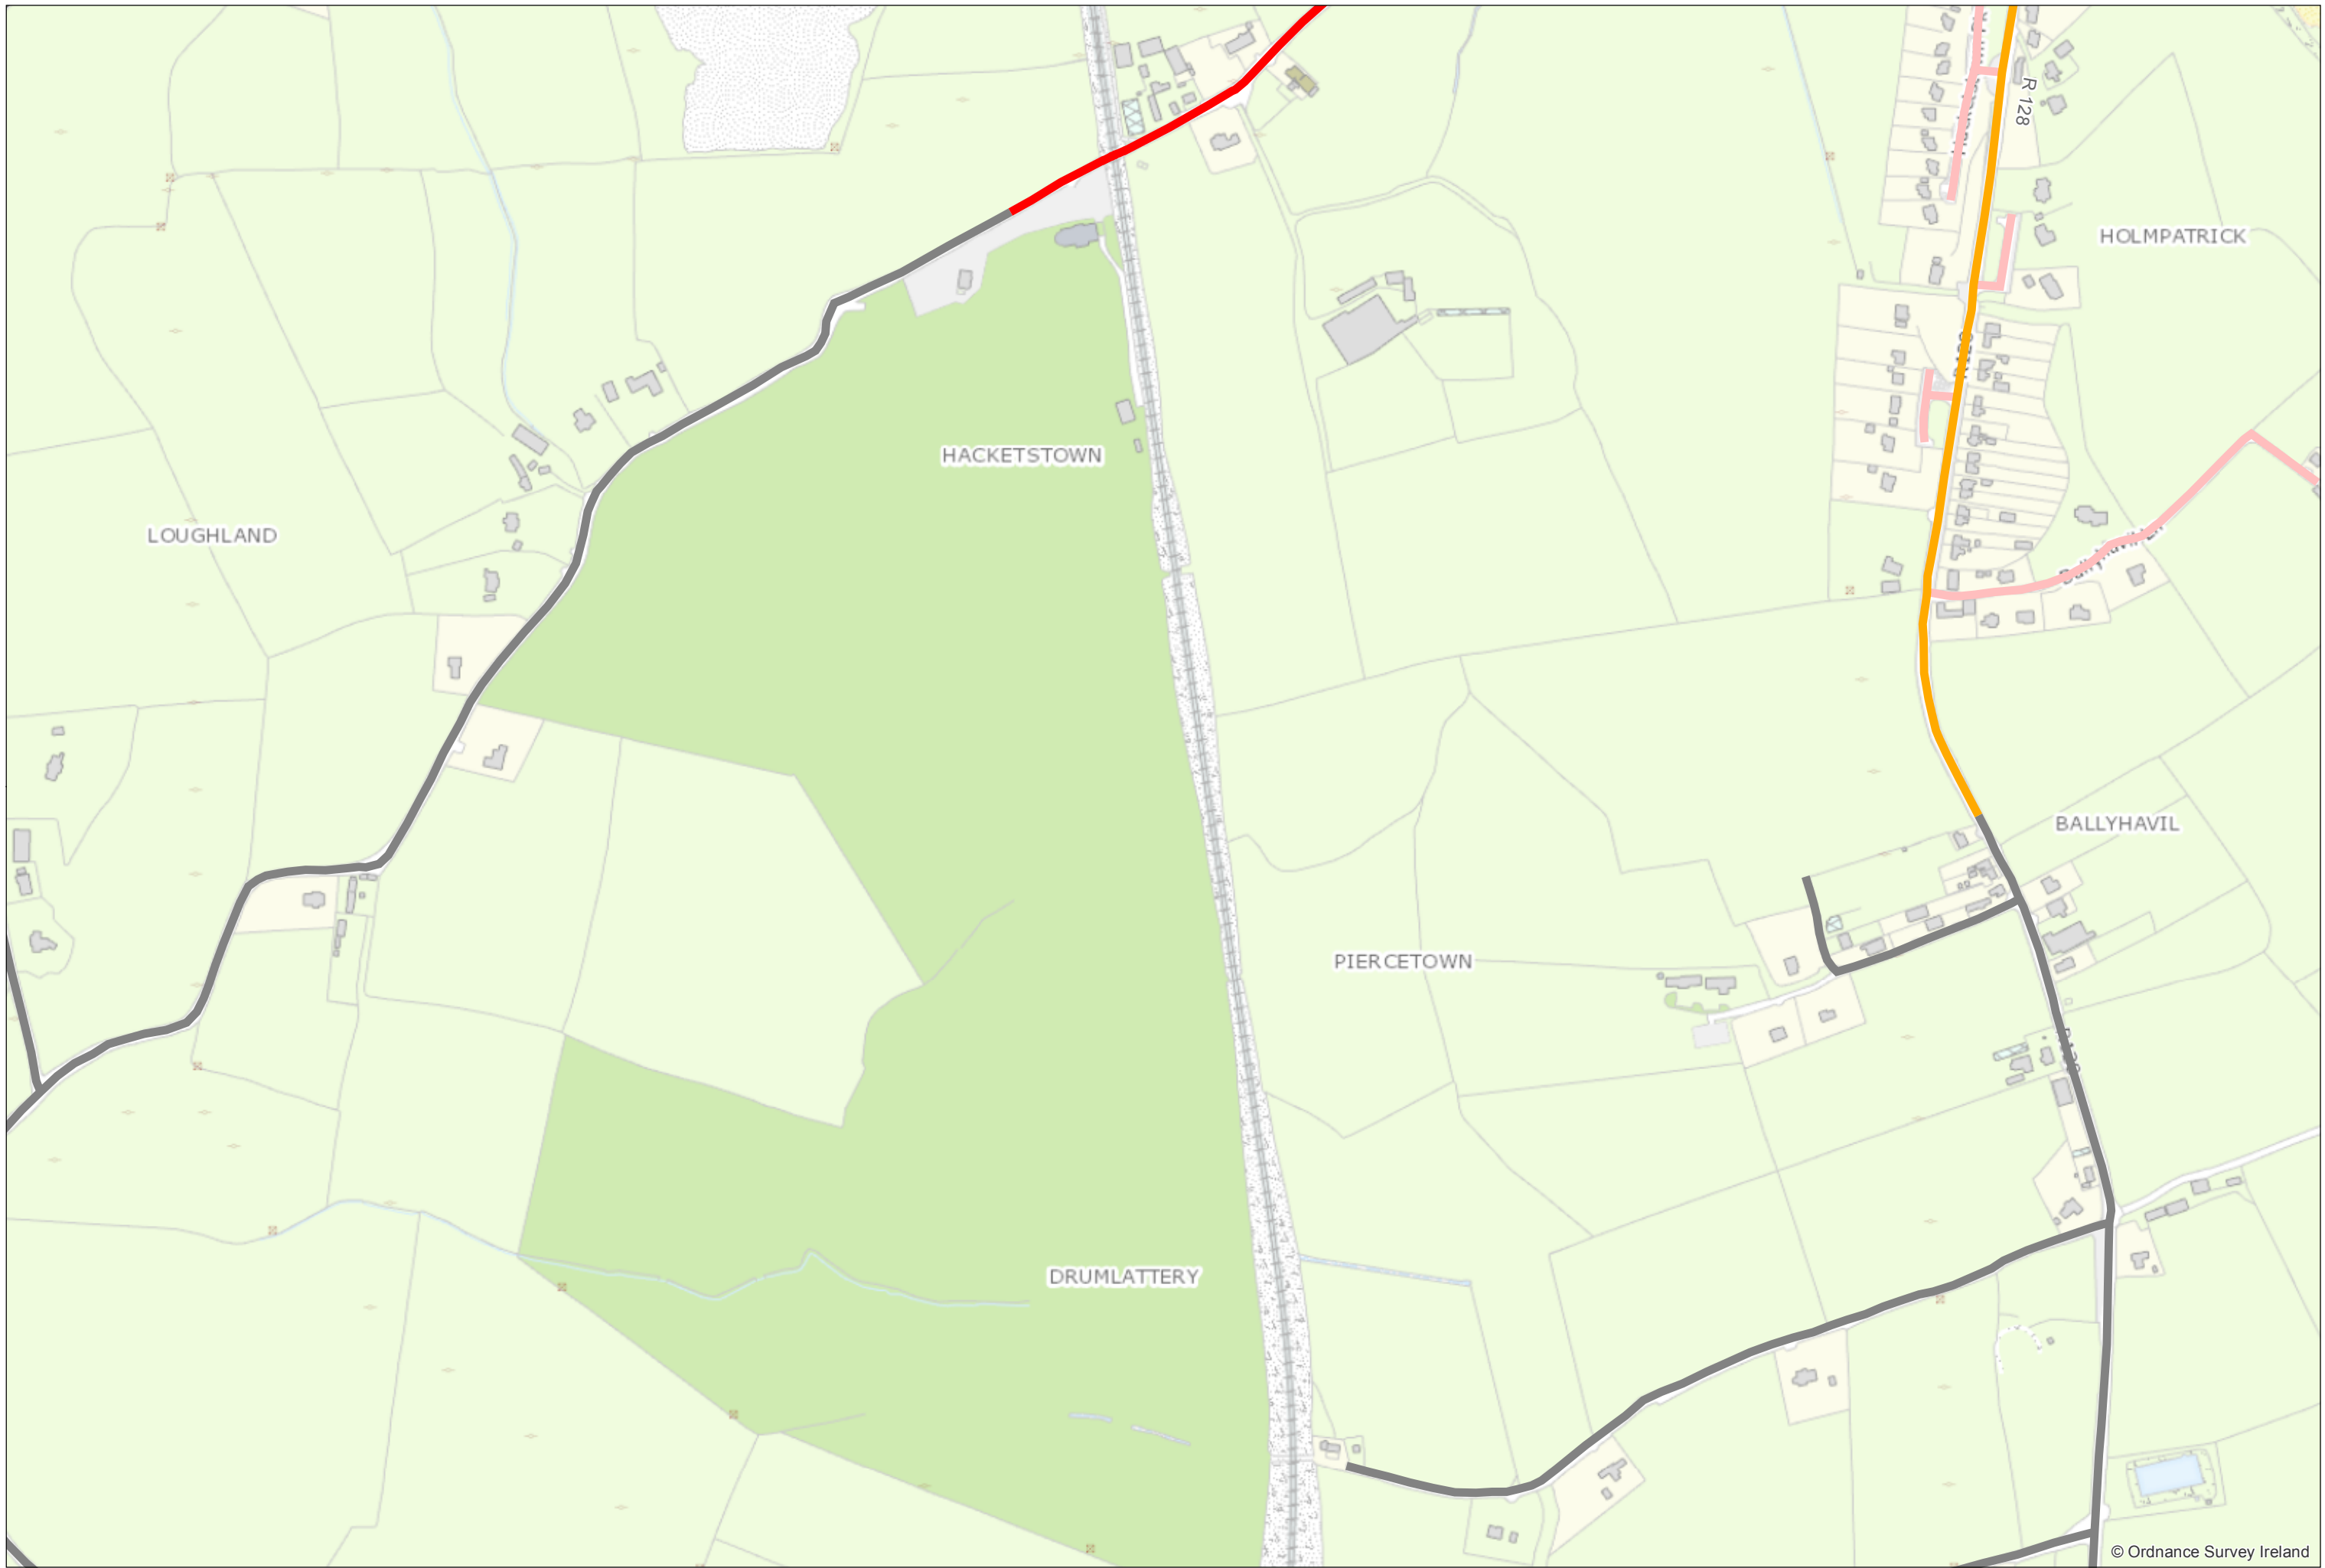 R 128
HOLMPATRICK
HACKETSTOWN
LOUGHLAND
BALLYHAVIL
PIERCETOWN
DRUMLATTERY
© Ordnance Survey Ireland